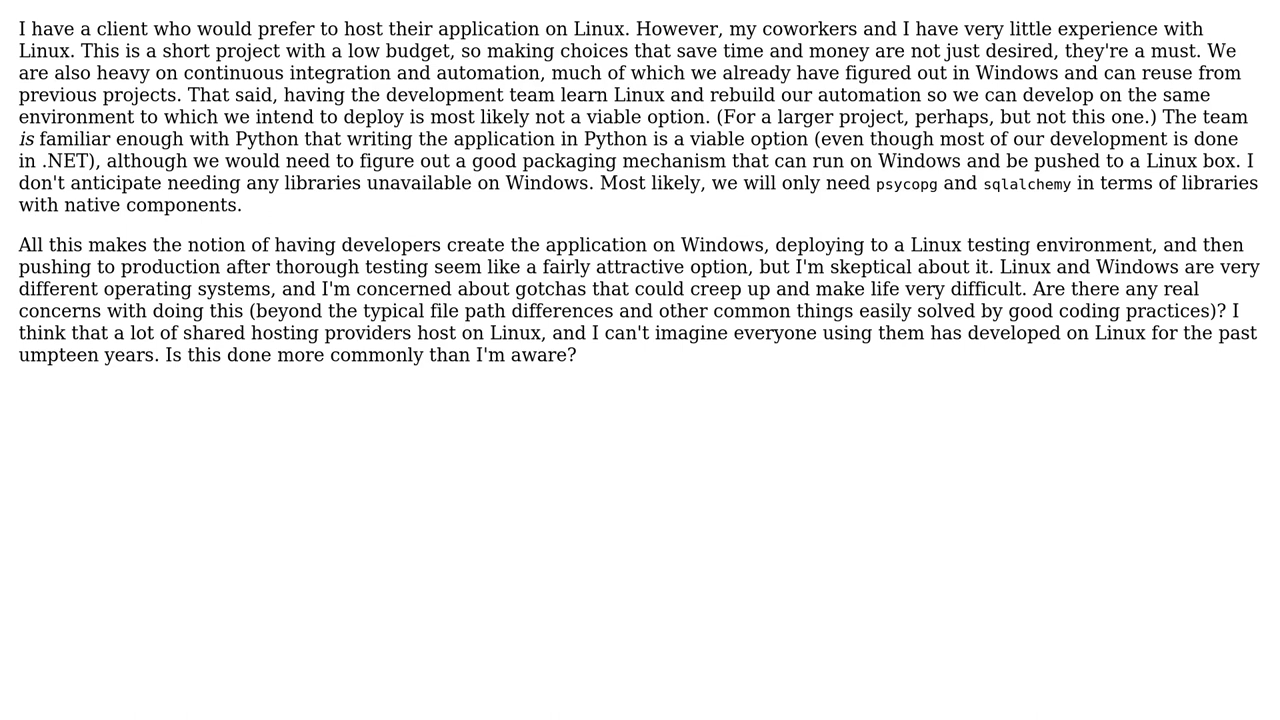 I have a client who would prefer to host their application on Linux. However, my coworkers and I have very little experience with
Linux. This is a short project with a low budget, so making choices that save time and money are not just desired, they're a must. We
are also heavy on continuous integration and automation, much of which we already have figured out in Windows and can reuse from
previous projects. That said, having the development team learn Linux and rebuild our automation so we can develop on the same
environment to which we intend to deploy is most likely not a viable option. (For a larger project, perhaps, but not this one.) The team
is familiar enough with Python that writing the application in Python is a viable option (even though most of our development is done
in .NET), although we would need to figure out a good packaging mechanism that can run on Windows and be pushed to a Linux box. I
don't anticipate needing any libraries unavailable on Windows. Most likely, we will only need psycopg and sqlalchemy in terms of libraries
with native components.
All this makes the notion of having developers create the application on Windows, deploying to a Linux testing environment, and then
pushing to production after thorough testing seem like a fairly attractive option, but I'm skeptical about it. Linux and Windows are very
different operating systems, and I'm concerned about gotchas that could creep up and make life very difficult. Are there any real
concerns with doing this (beyond the typical file path differences and other common things easily solved by good coding practices)? I
think that a lot of shared hosting providers host on Linux, and I can't imagine everyone using them has developed on Linux for the past
umpteen years. Is this done more commonly than I'm aware?